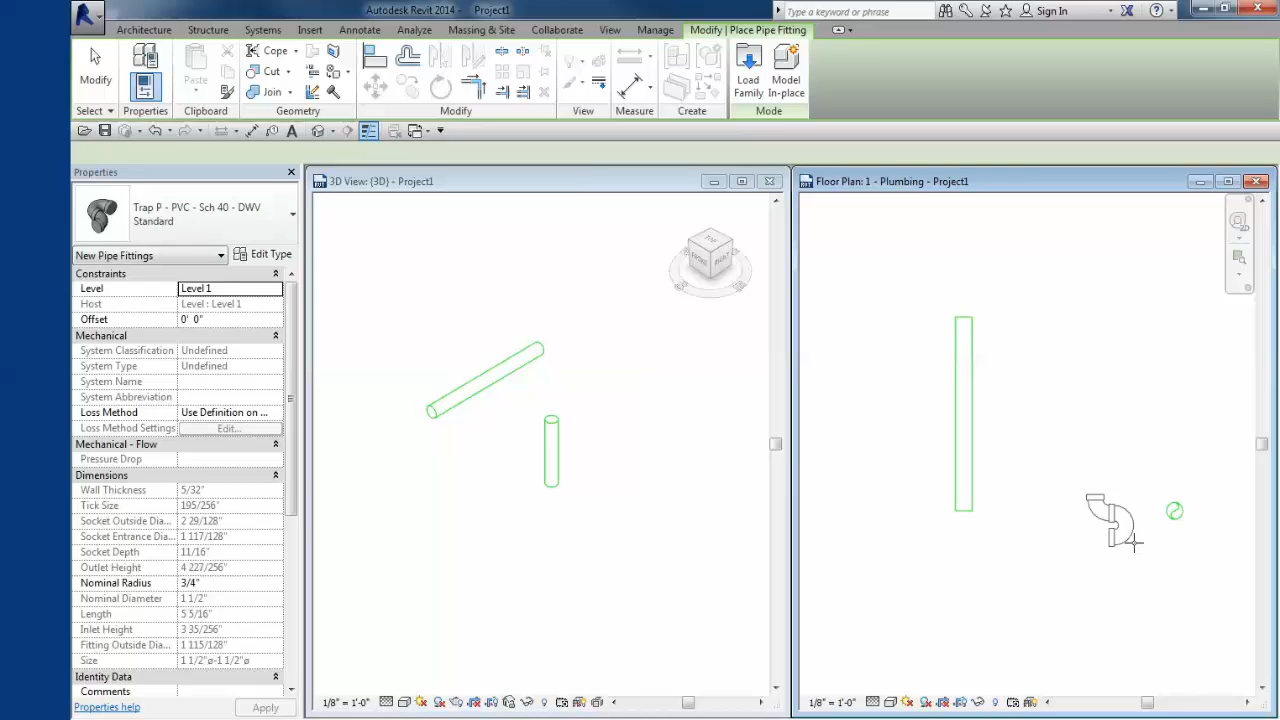 Autodesk Revit 2014 - Project1
Type a keyword or phrase
Sign In
Architecture Structure Systems Insert Annotate Analyze Massing & Site Collaborate View Manage Modify | Place Pipe Fitting
Modify
Paste
Cope
Cut
Join
Load Family
Model In-place
Select Properties Clipboard Geometry Modify View Measure Create Mode
Properties
Trap P - PVC - Sch 40 - DWV
Standard
New Pipe Fittings Edit Type
Constraints
Level Level 1
Host Level : Level 1
Offset 0' 0"
Mechanical
System Classification Undefined
System Type Undefined
System Name
System Abbreviation
Loss Method Use Definition on ...
Loss Method Settings Edit...
Mechanical - Flow
Pressure Drop
Dimensions
Wall Thickness 5/32"
Tick Size 195/256"
Socket Outside Dia... 2 29/128"
Socket Entrance Dia... 1 117/128"
Socket Depth 11/16"
Outlet Height 4 227/256"
Nominal Radius 3/4"
Nominal Diameter 1 1/2"
Length 5 5/16"
Inlet Height 3 35/256"
Fitting Outside Dia... 1 115/128"
Size 1 1/2"ø-1 1/2"ø
Identity Data
Comments
Properties help Apply
3D View: {3D} - Project1
TOP
FRONT
RIGHT
1/8" = 1'-0"
Floor Plan: 1 - Plumbing - Project1
2D
1/8" = 1'-0"